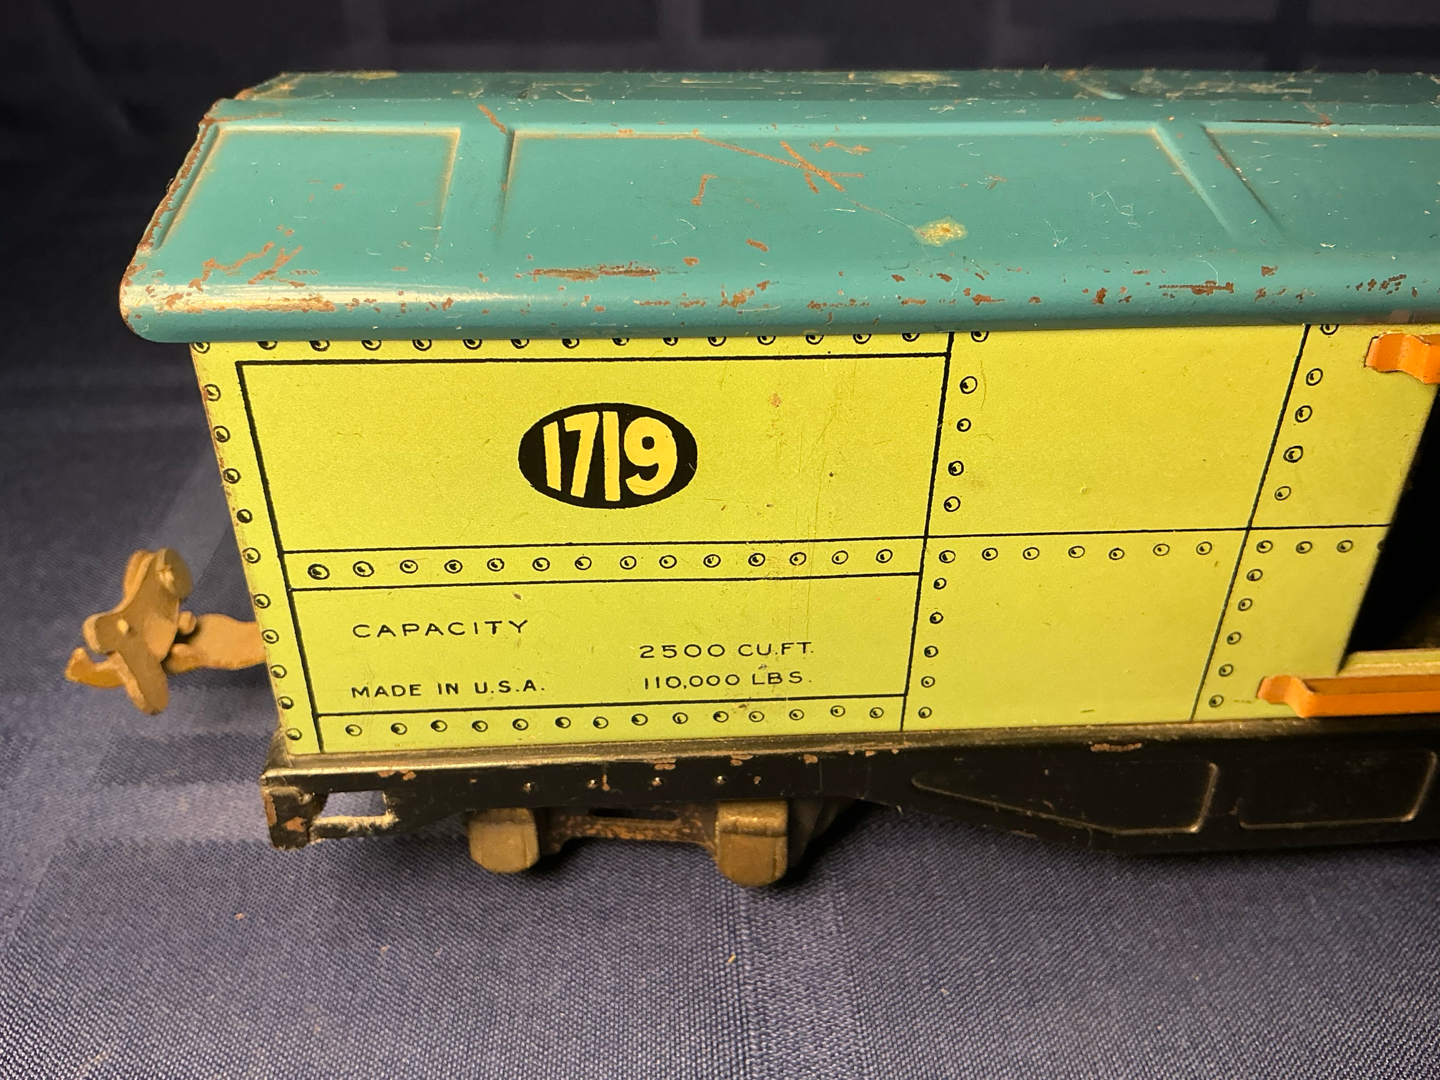 1719
CAPACITY
2500 CU.FT.
MADE IN U.S.A.
110,000 LBS.